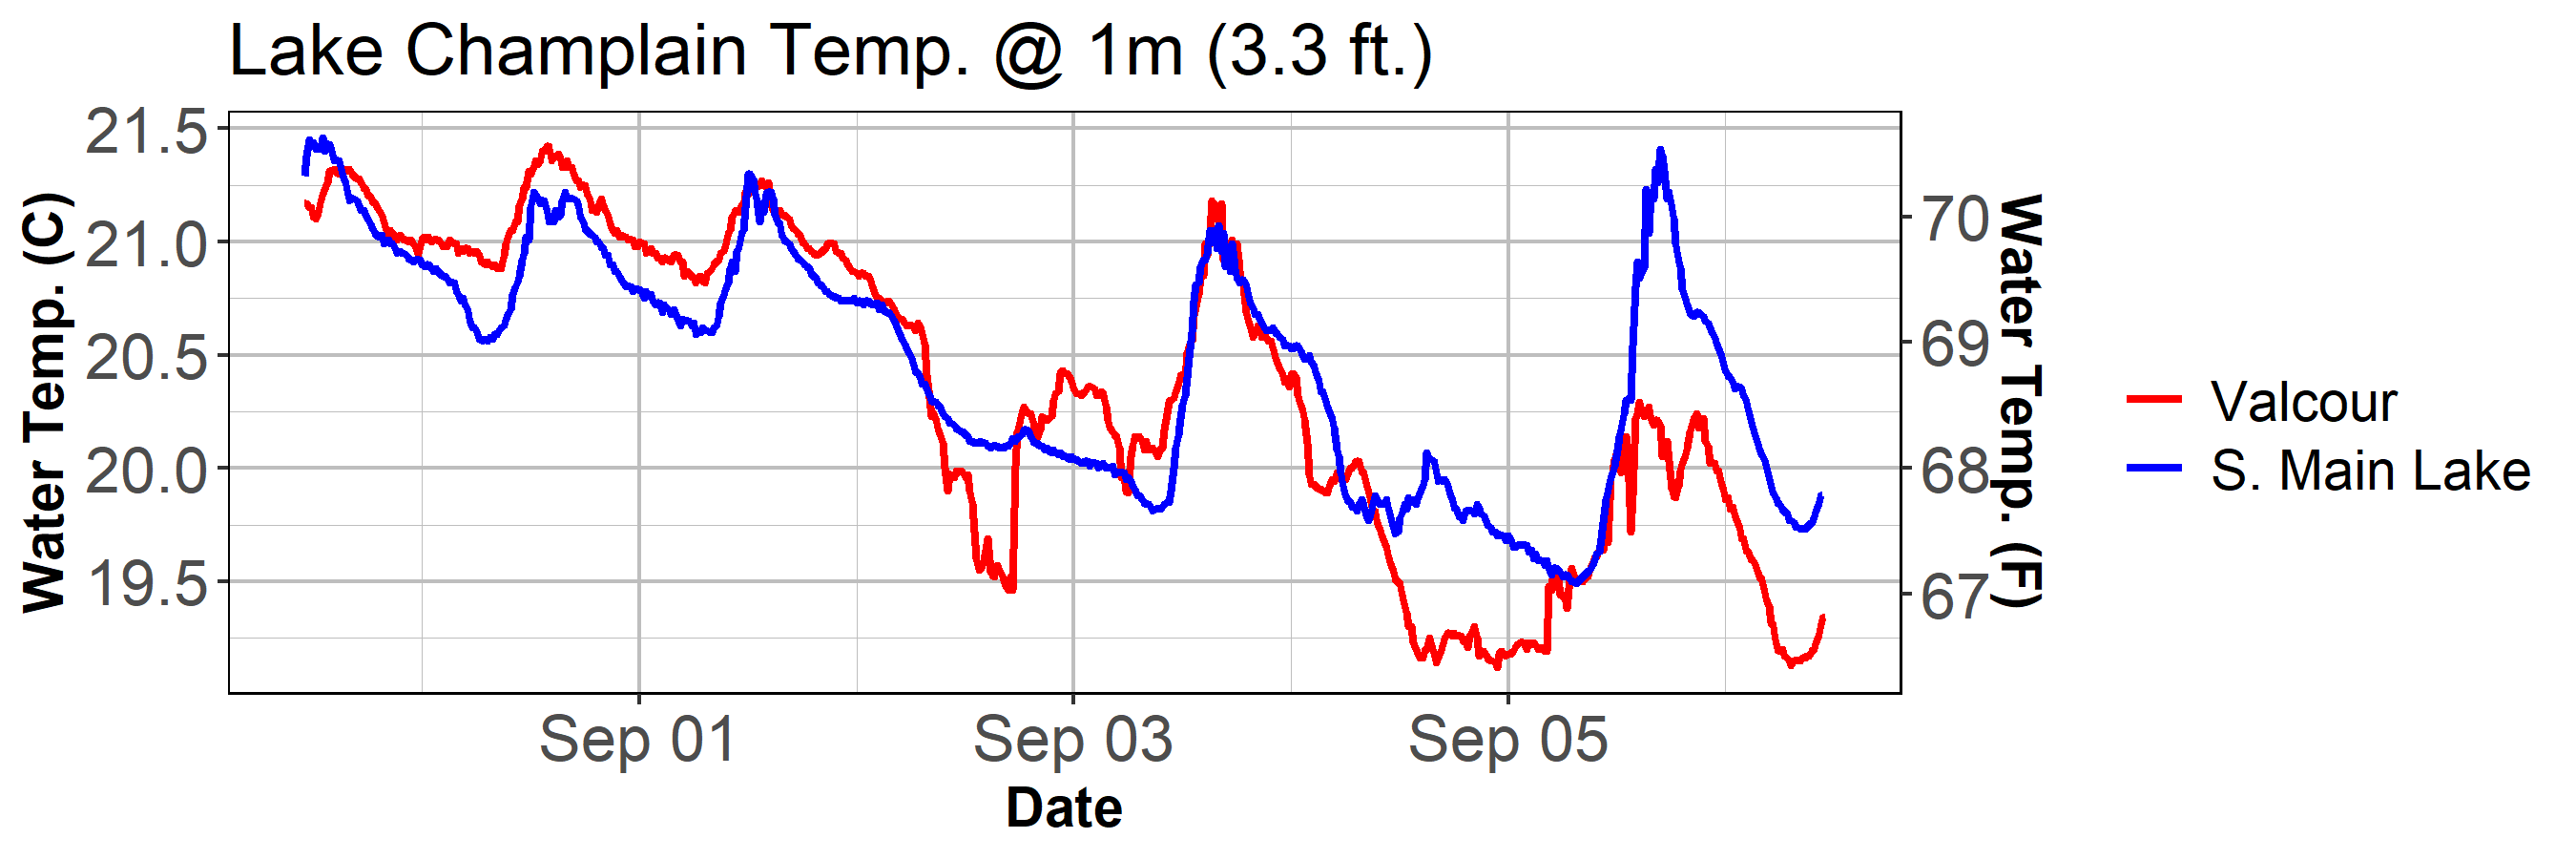 Lake Champlain Temp. @ 1m (3.3 ft.)
Water Temp. (C)
21.5
21.0
20.5
20.0
19.5
70
69
68
67
Water Temp. (F)
Sep 01 Sep 03 Sep 05
Date
Valcour
S. Main Lake